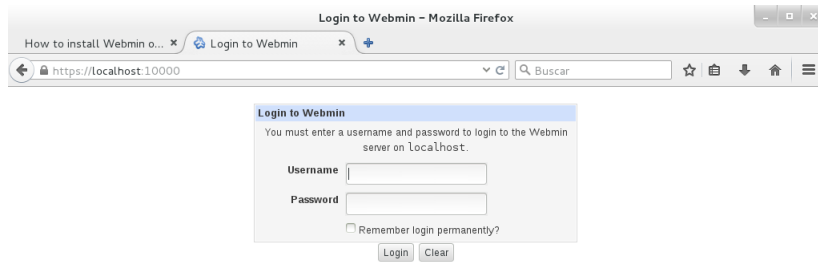 Login to Webmin - Mozilla Firefox
How to install Webmin o...
Login to Webmin
https://localhost:10000
Buscar
Login to Webmin
You must enter a username and password to login to the Webmin
server on localhost.
Username
Password
Remember login permanently?
Login Clear